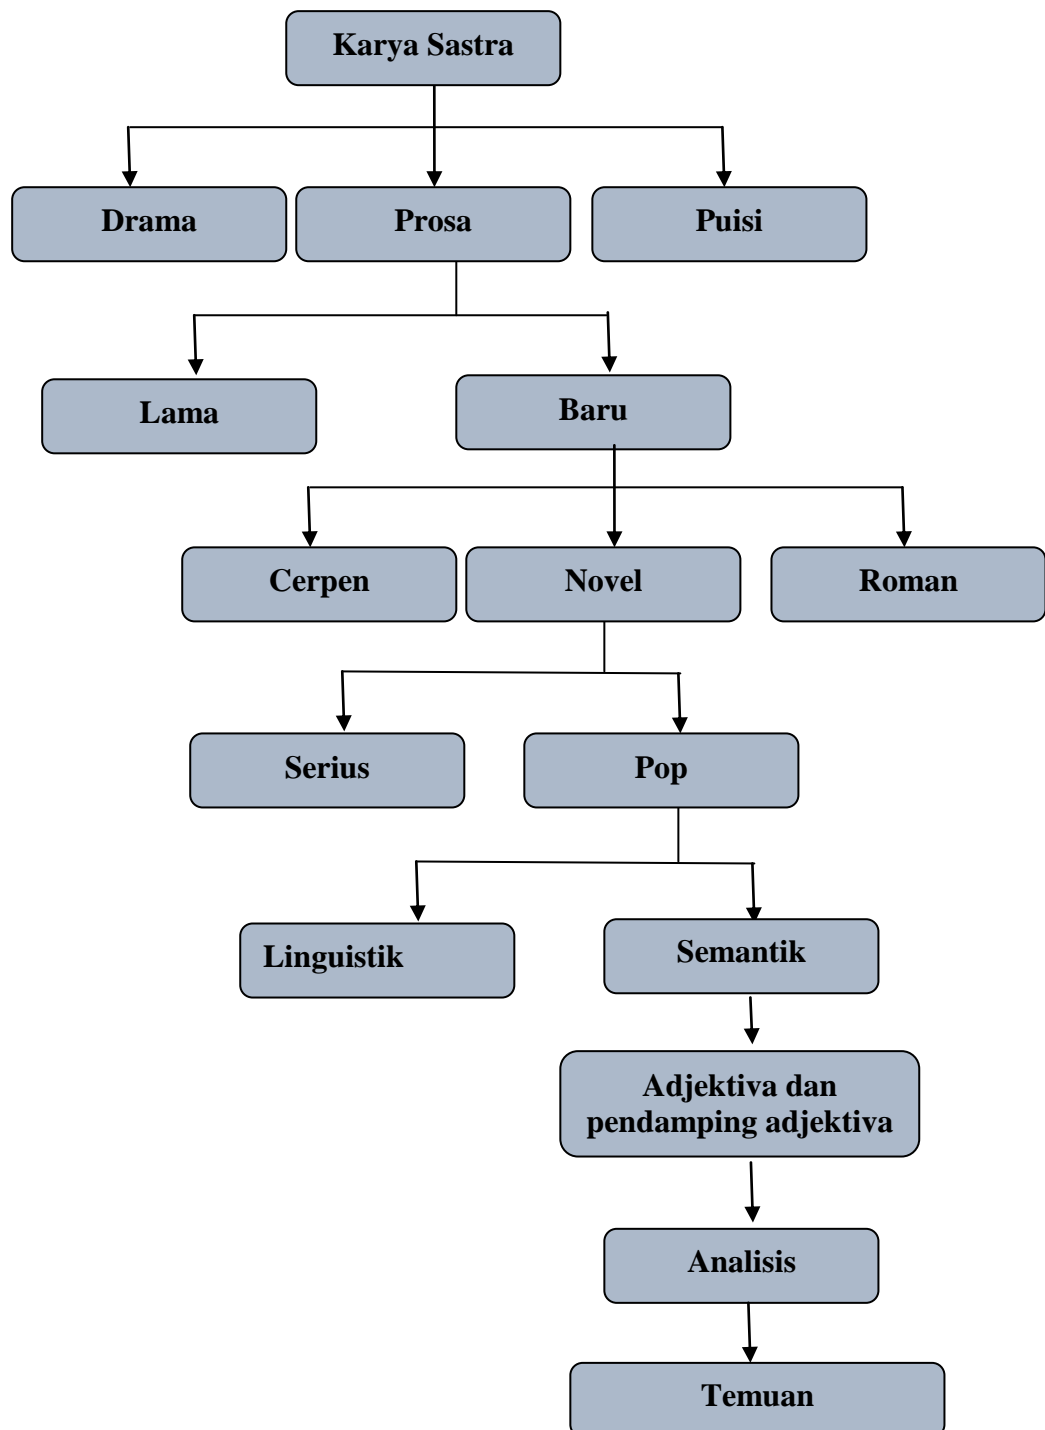 Karya Sastra
Drama
Prosa
Puisi
Lama
Baru
Cerpen
Novel
Roman
Serius
Pop
Linguistik
Semantik
Adjektiva dan
pendamping adjektiva
Analisis
Temuan